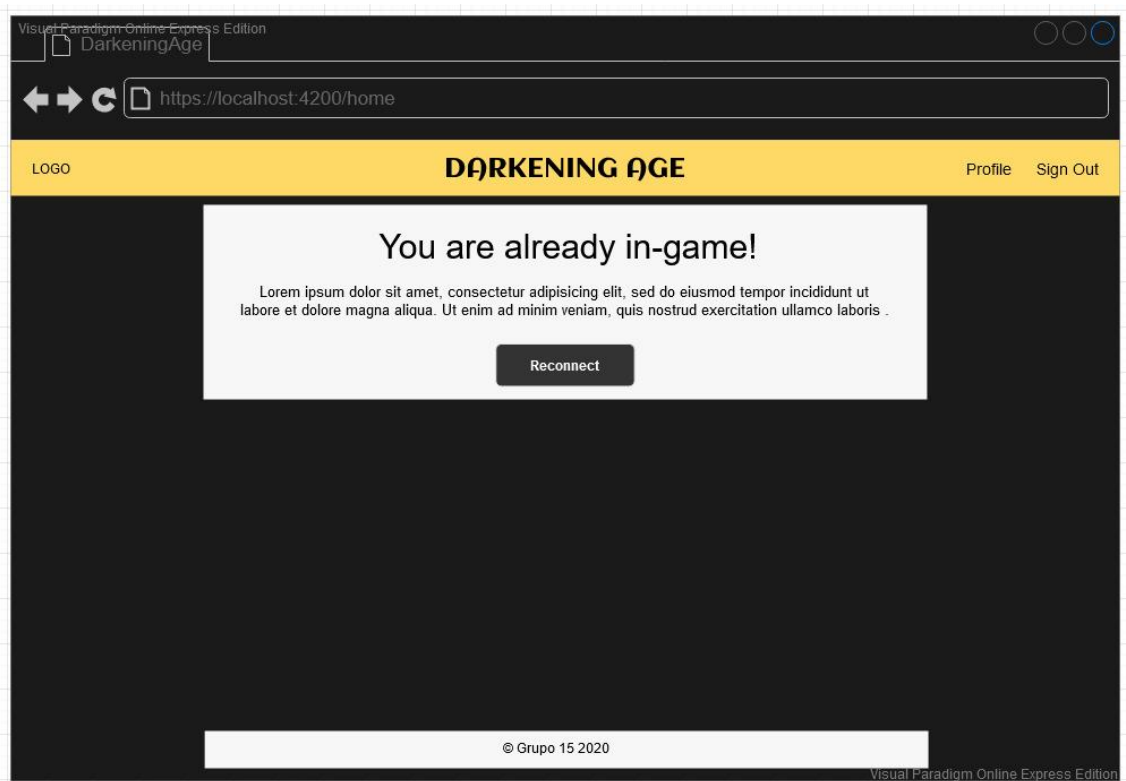 Visual Paradigm Online Express Edition
DarkeningAge
https://localhost:4200/home
LOGO
DARKENING AGE
Profile
Sign Out
You are already in-game!
Lorem ipsum dolor sit amet, consectetur adipisicing elit, sed do eiusmod tempor incididunt ut
labore et dolore magna aliqua. Ut enim ad minim veniam, quis nostrud exercitation ullamco laboris .
Reconnect
© Grupo 15 2020
Visual Paradigm Online Express Edition